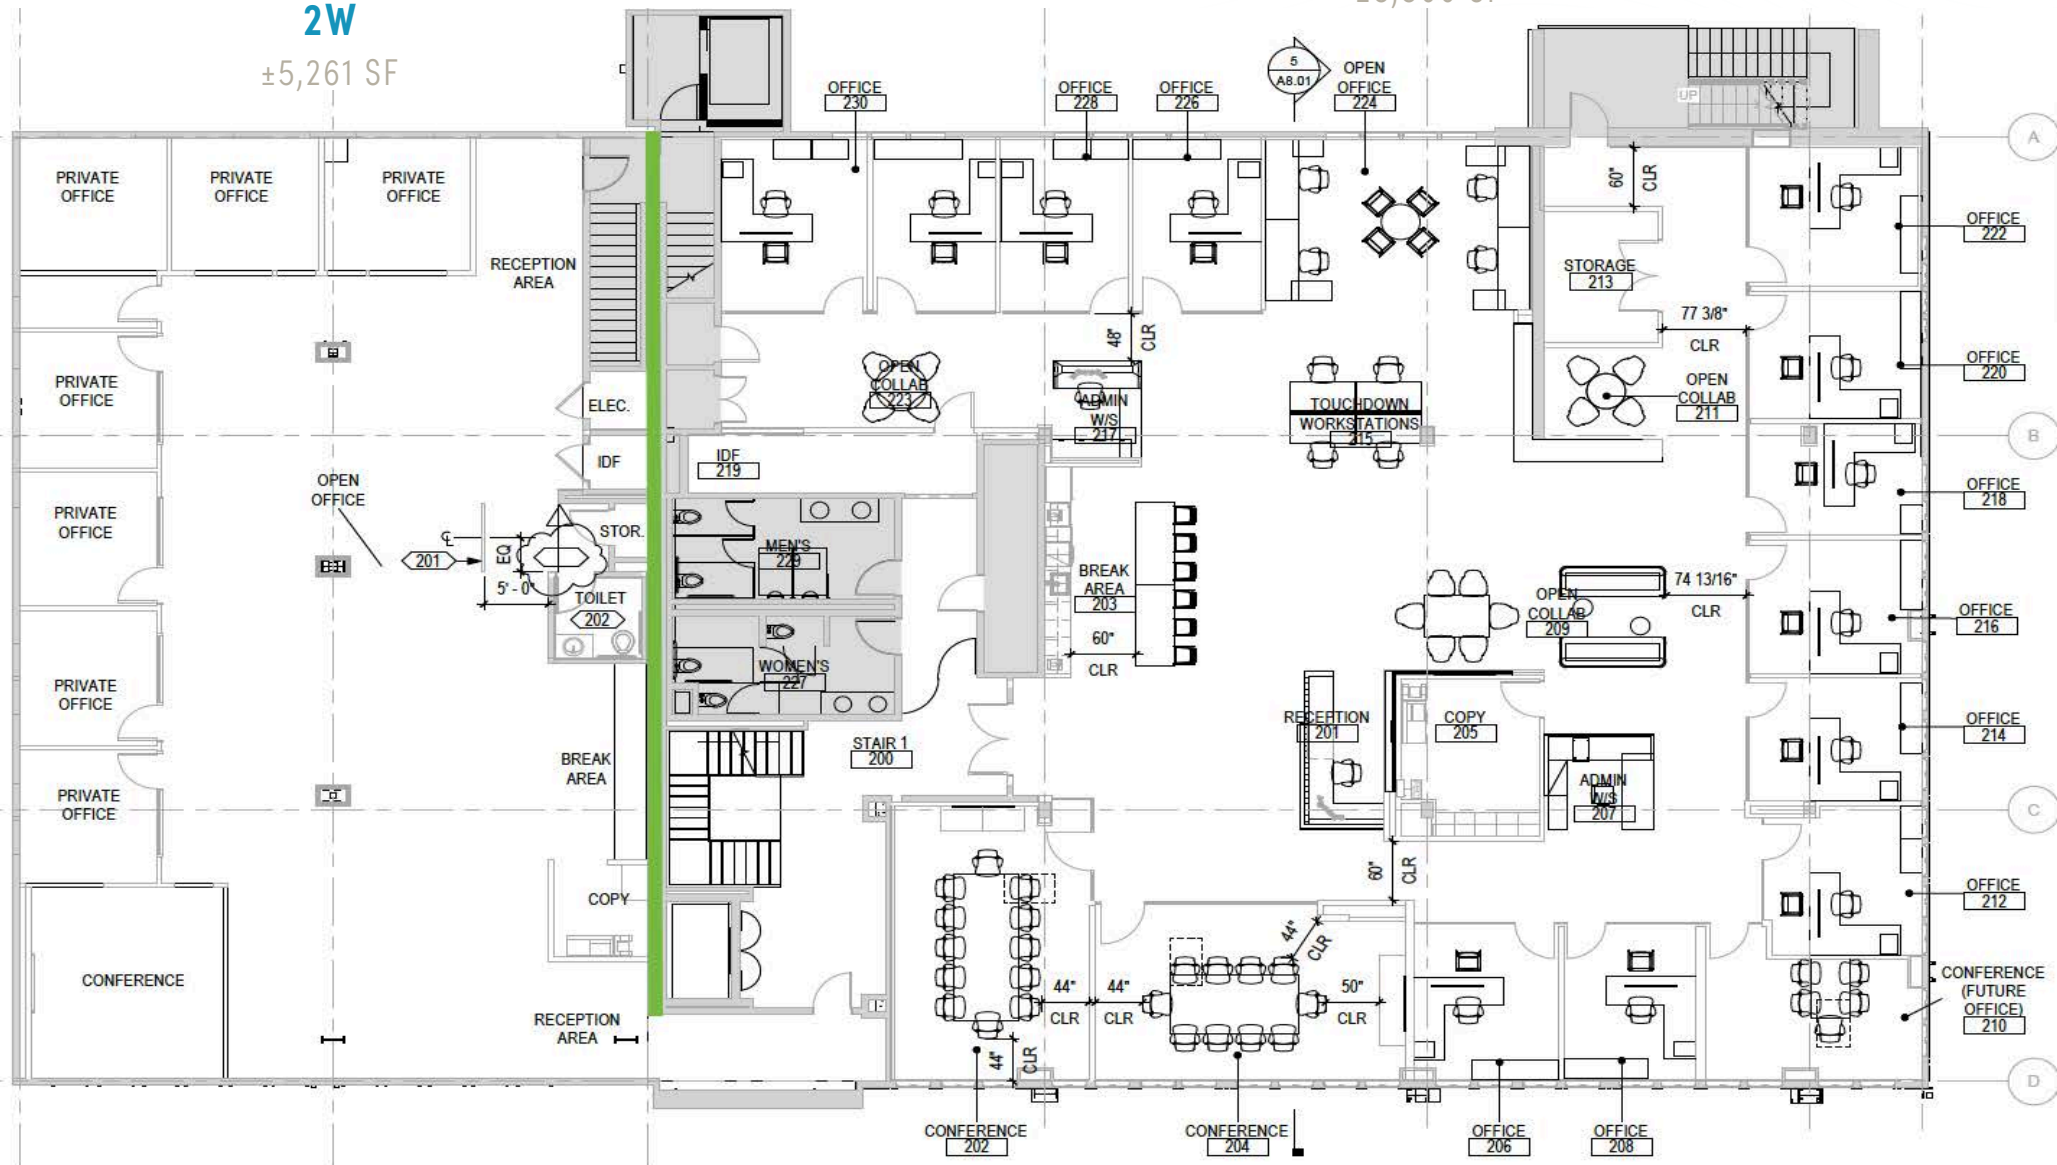 2W
±5,261 SF
5
A8.01
OPEN
OFFICE
224
OFFICE
230
OFFICE
228
OFFICE
226
UP
A
PRIVATE
OFFICE
PRIVATE
OFFICE
PRIVATE
OFFICE
60"
CLR
OFFICE
222
RECEPTION
AREA
STORAGE
213
77 3/8"
CLR
48"
CLR
OFFICE
220
PRIVATE
OFFICE
OPEN
COLLAB
223
ADMIN
W/S
217
TOUCHDOWN
WORKSTATIONS
215
OPEN
COLLAB
211
ELEC.
B
IDF
IDF
219
OPEN
OFFICE
OFFICE
218
PRIVATE
OFFICE
STOR.
201
EQ
5' - 0"
TOILET
202
MEN'S
229
BREAK
AREA
203
60"
CLR
OPEN
COLLAB
209
74 13/16"
CLR
OFFICE
216
WOMEN'S
227
PRIVATE
OFFICE
RECEPTION
201
COPY
205
OFFICE
214
STAIR 1
200
BREAK
AREA
ADMIN
W/S
207
PRIVATE
OFFICE
C
60"
CLR
COPY
OFFICE
212
44"
CLR
CONFERENCE
44"
CLR
44"
CLR
50"
CLR
CONFERENCE
(FUTURE
OFFICE)
210
RECEPTION
AREA
44"
CLR
D
CONFERENCE
202
CONFERENCE
204
OFFICE
206
OFFICE
208